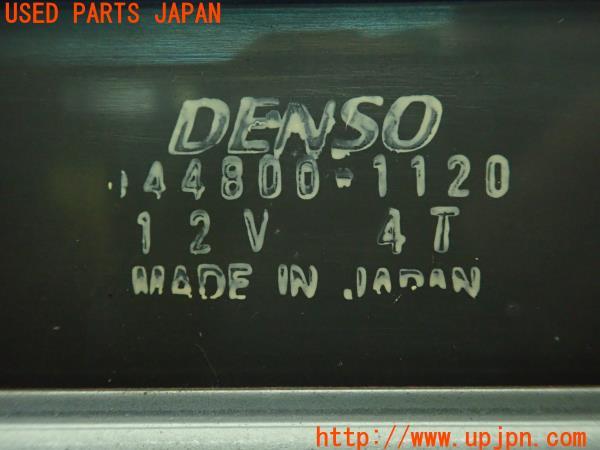 USED PARTS JAPAN
DENSO
144800-1120
12V 4T
MADE IN JAPAN
http://www.upjpn.com